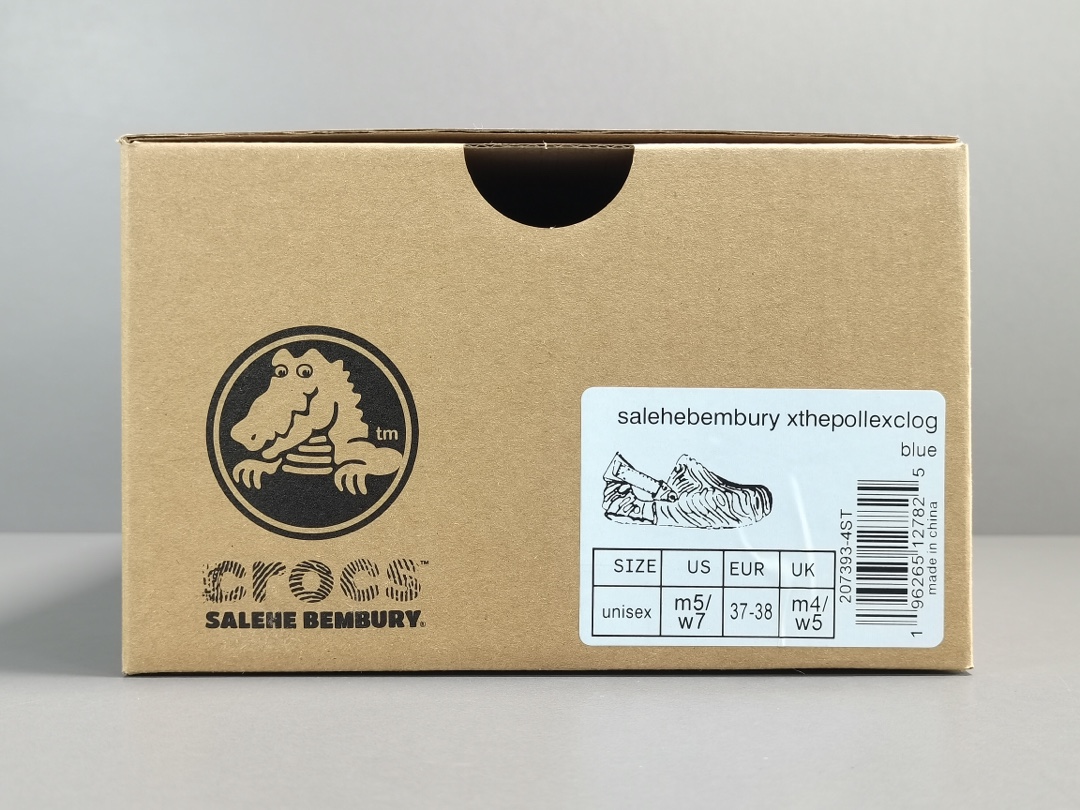 tm
crocs™
SALEHE BEMBURY®
salehebembury xthepollexclog
blue
SIZE US EUR UK
unisex m5/ 37-38 m4/
w7 w5
207393-4ST
1 96265 12782 5
made in china